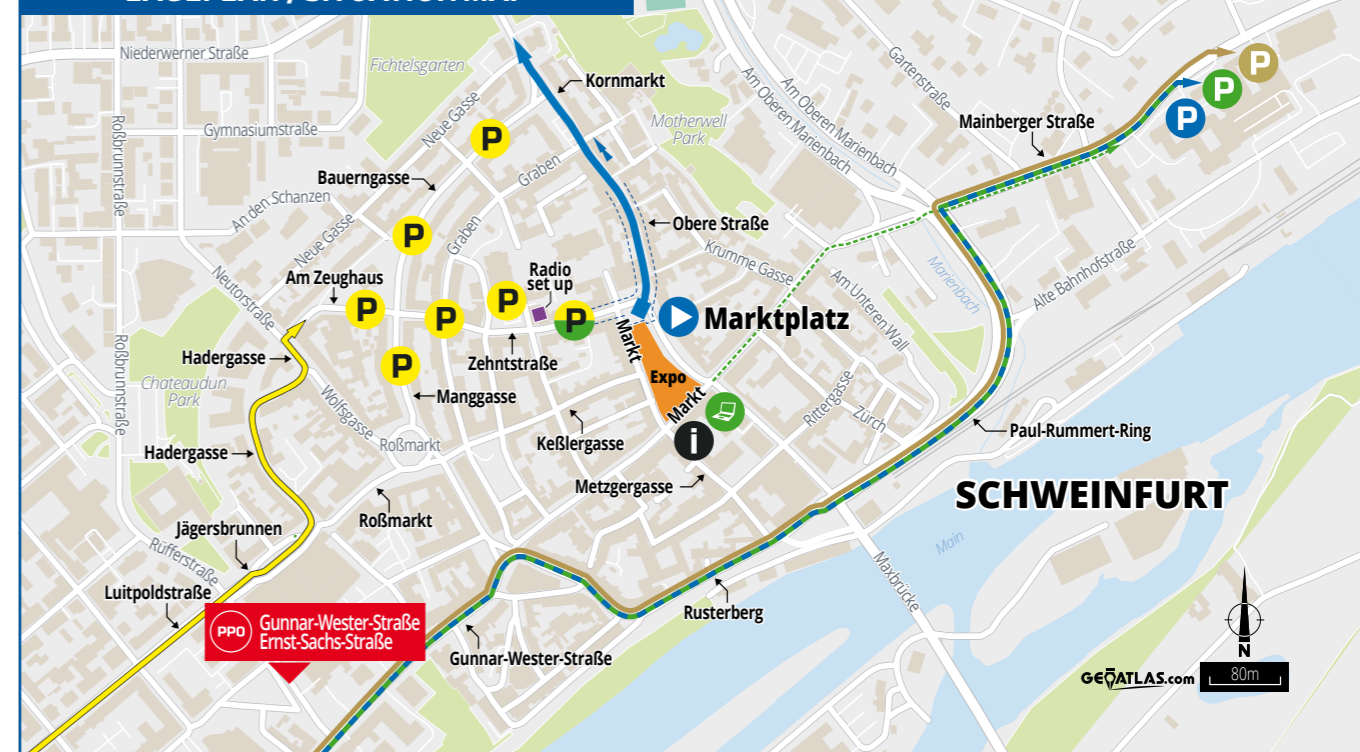 Niederwerner Straße
Fichtelsgarten
Kornmarkt
Gartenstraße
Am Oberen Marienbach
Am Oberen Marienbach
P
P
P
Mainberger Straße
Roßbrunnstraße
Gymnasiumstraße
Neue Gasse
P
Motherwell
Park
Bauerngasse
Graben
An den Schanzen
Neue Gasse
P
Graben
Obere Straße
Krumme Gasse
Marienbach
Alte Bahnhofstraße
Neutorstraße
Am Zeughaus
Radio
set up
Am Unteren Wall
P
P
P
P
Markt
Marktplatz
Roßbrunnstraße
Hadergasse
P
Zehntstraße
Expo
Chateaudun
Park
Wolfsgasse
Manggasse
Markt
Rittergasse
Zürch
Roßmarkt
Keßlergasse
i
Paul-Rummert-Ring
Hadergasse
Metzgergasse
SCHWEINFURT
Roßmarkt
Jägersbrunnen
Rüfferstraße
Main
Maxbrücke
Luitpoldstraße
PPO
Gunnar-Wester-Straße
Ernst-Sachs-Straße
Rusterberg
Gunnar-Wester-Straße
N
GEOATLAS.com
80m